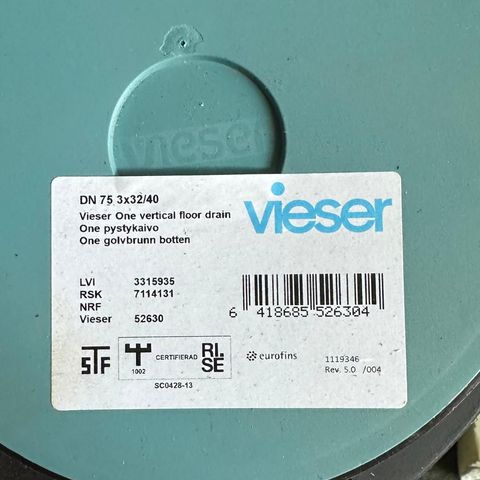 vieser
DN 75 3x32/40
Vieser One vertical floor drain
One pystykaivo
One golvbrunn botten
vieser
LVI 3315935
RSK 7114131
NRF
Vieser 52630
6 418685 526304
STF
1002
CERTIFIERAD
RI.
SE
eurofins
1119346
Rev. 5.0 /004
SC0428-13